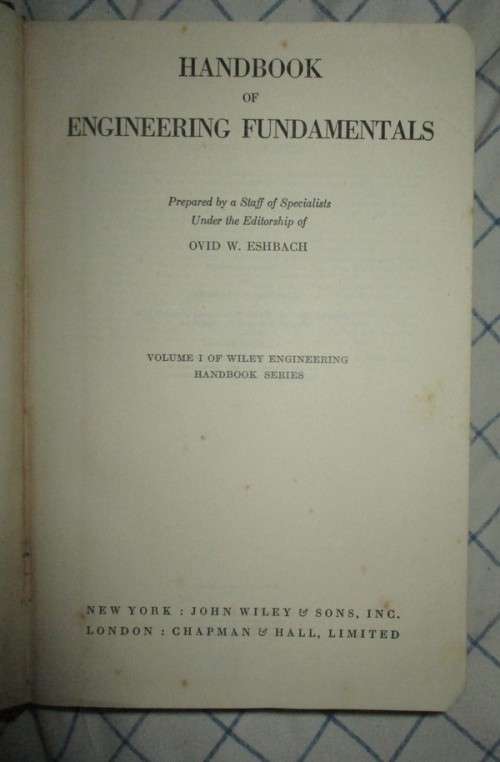 HANDBOOK
OF
ENGINEERING FUNDAMENTALS
Prepared by a Staff of Specialists
Under the Editorship of
OVID W. ESHBACH
VOLUME I OF WILEY ENGINEERING
HANDBOOK SERIES
NEW YORK : JOHN WILEY & SONS, INC.
LONDON : CHAPMAN & HALL, LIMITED